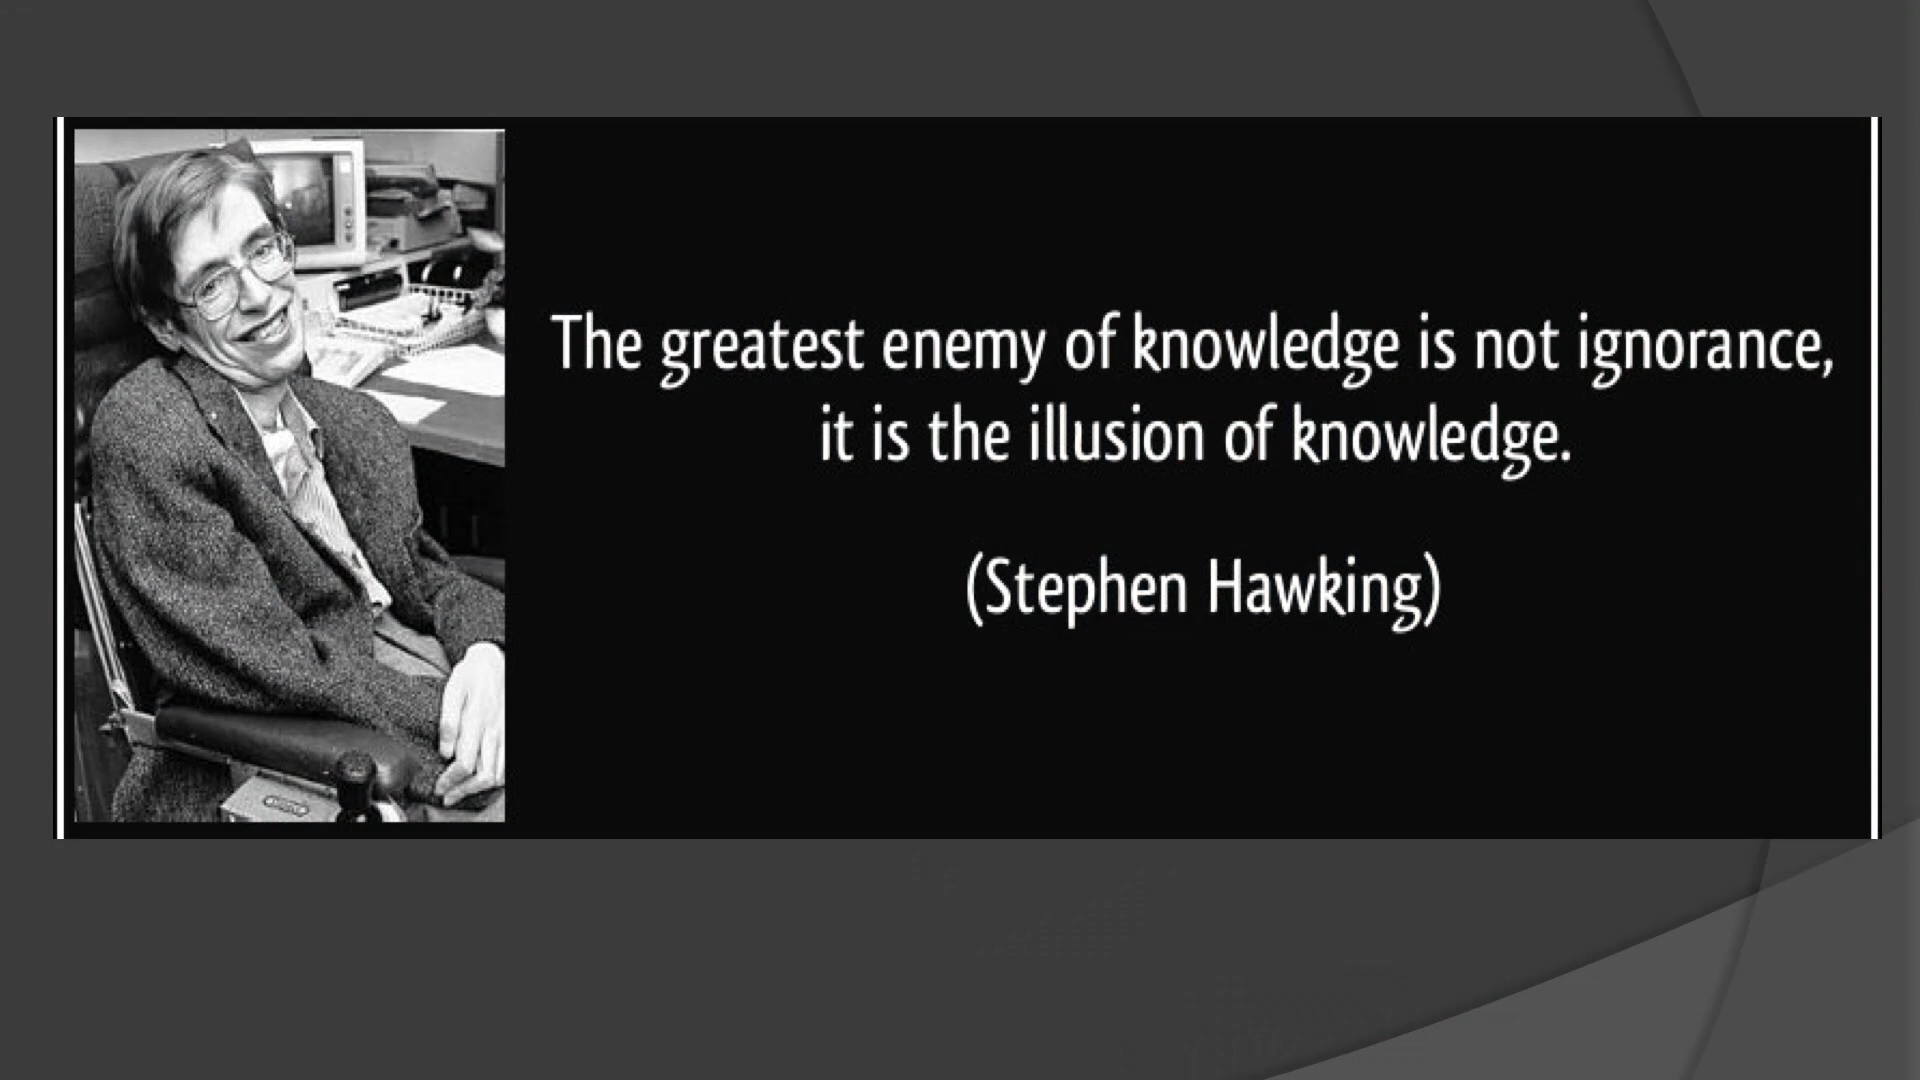 The greatest enemy of knowledge is not ignorance,
it is the illusion of knowledge.
(Stephen Hawking)